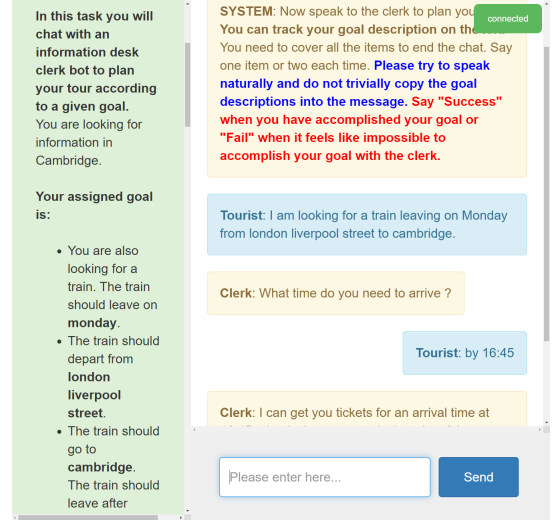 In this task you will
chat with an
information desk
clerk bot to plan
your tour according
to a given goal.
You are looking for
information in
Cambridge.
Your assigned goal
is:
You are also
looking for a
train. The train
should leave on
monday.
The train should
depart from
london
liverpool
street.
The train should
go to
cambridge.
The train should
leave after
SYSTEM: Now speak to the clerk to plan you
connected
You can track your goal description on the
You need to cover all the items to end the chat. Say
one item or two each time. Please try to speak
naturally and do not trivially copy the goal
descriptions into the message. Say "Success"
when you have accomplished your goal or
"Fail" when it feels like impossible to
accomplish your goal with the clerk.
Tourist: I am looking for a train leaving on Monday
from london liverpool street to cambridge.
Clerk: What time do you need to arrive ?
Tourist: by 16:45
Clerk: I can get you tickets for an arrival time at
Please enter here...
Send